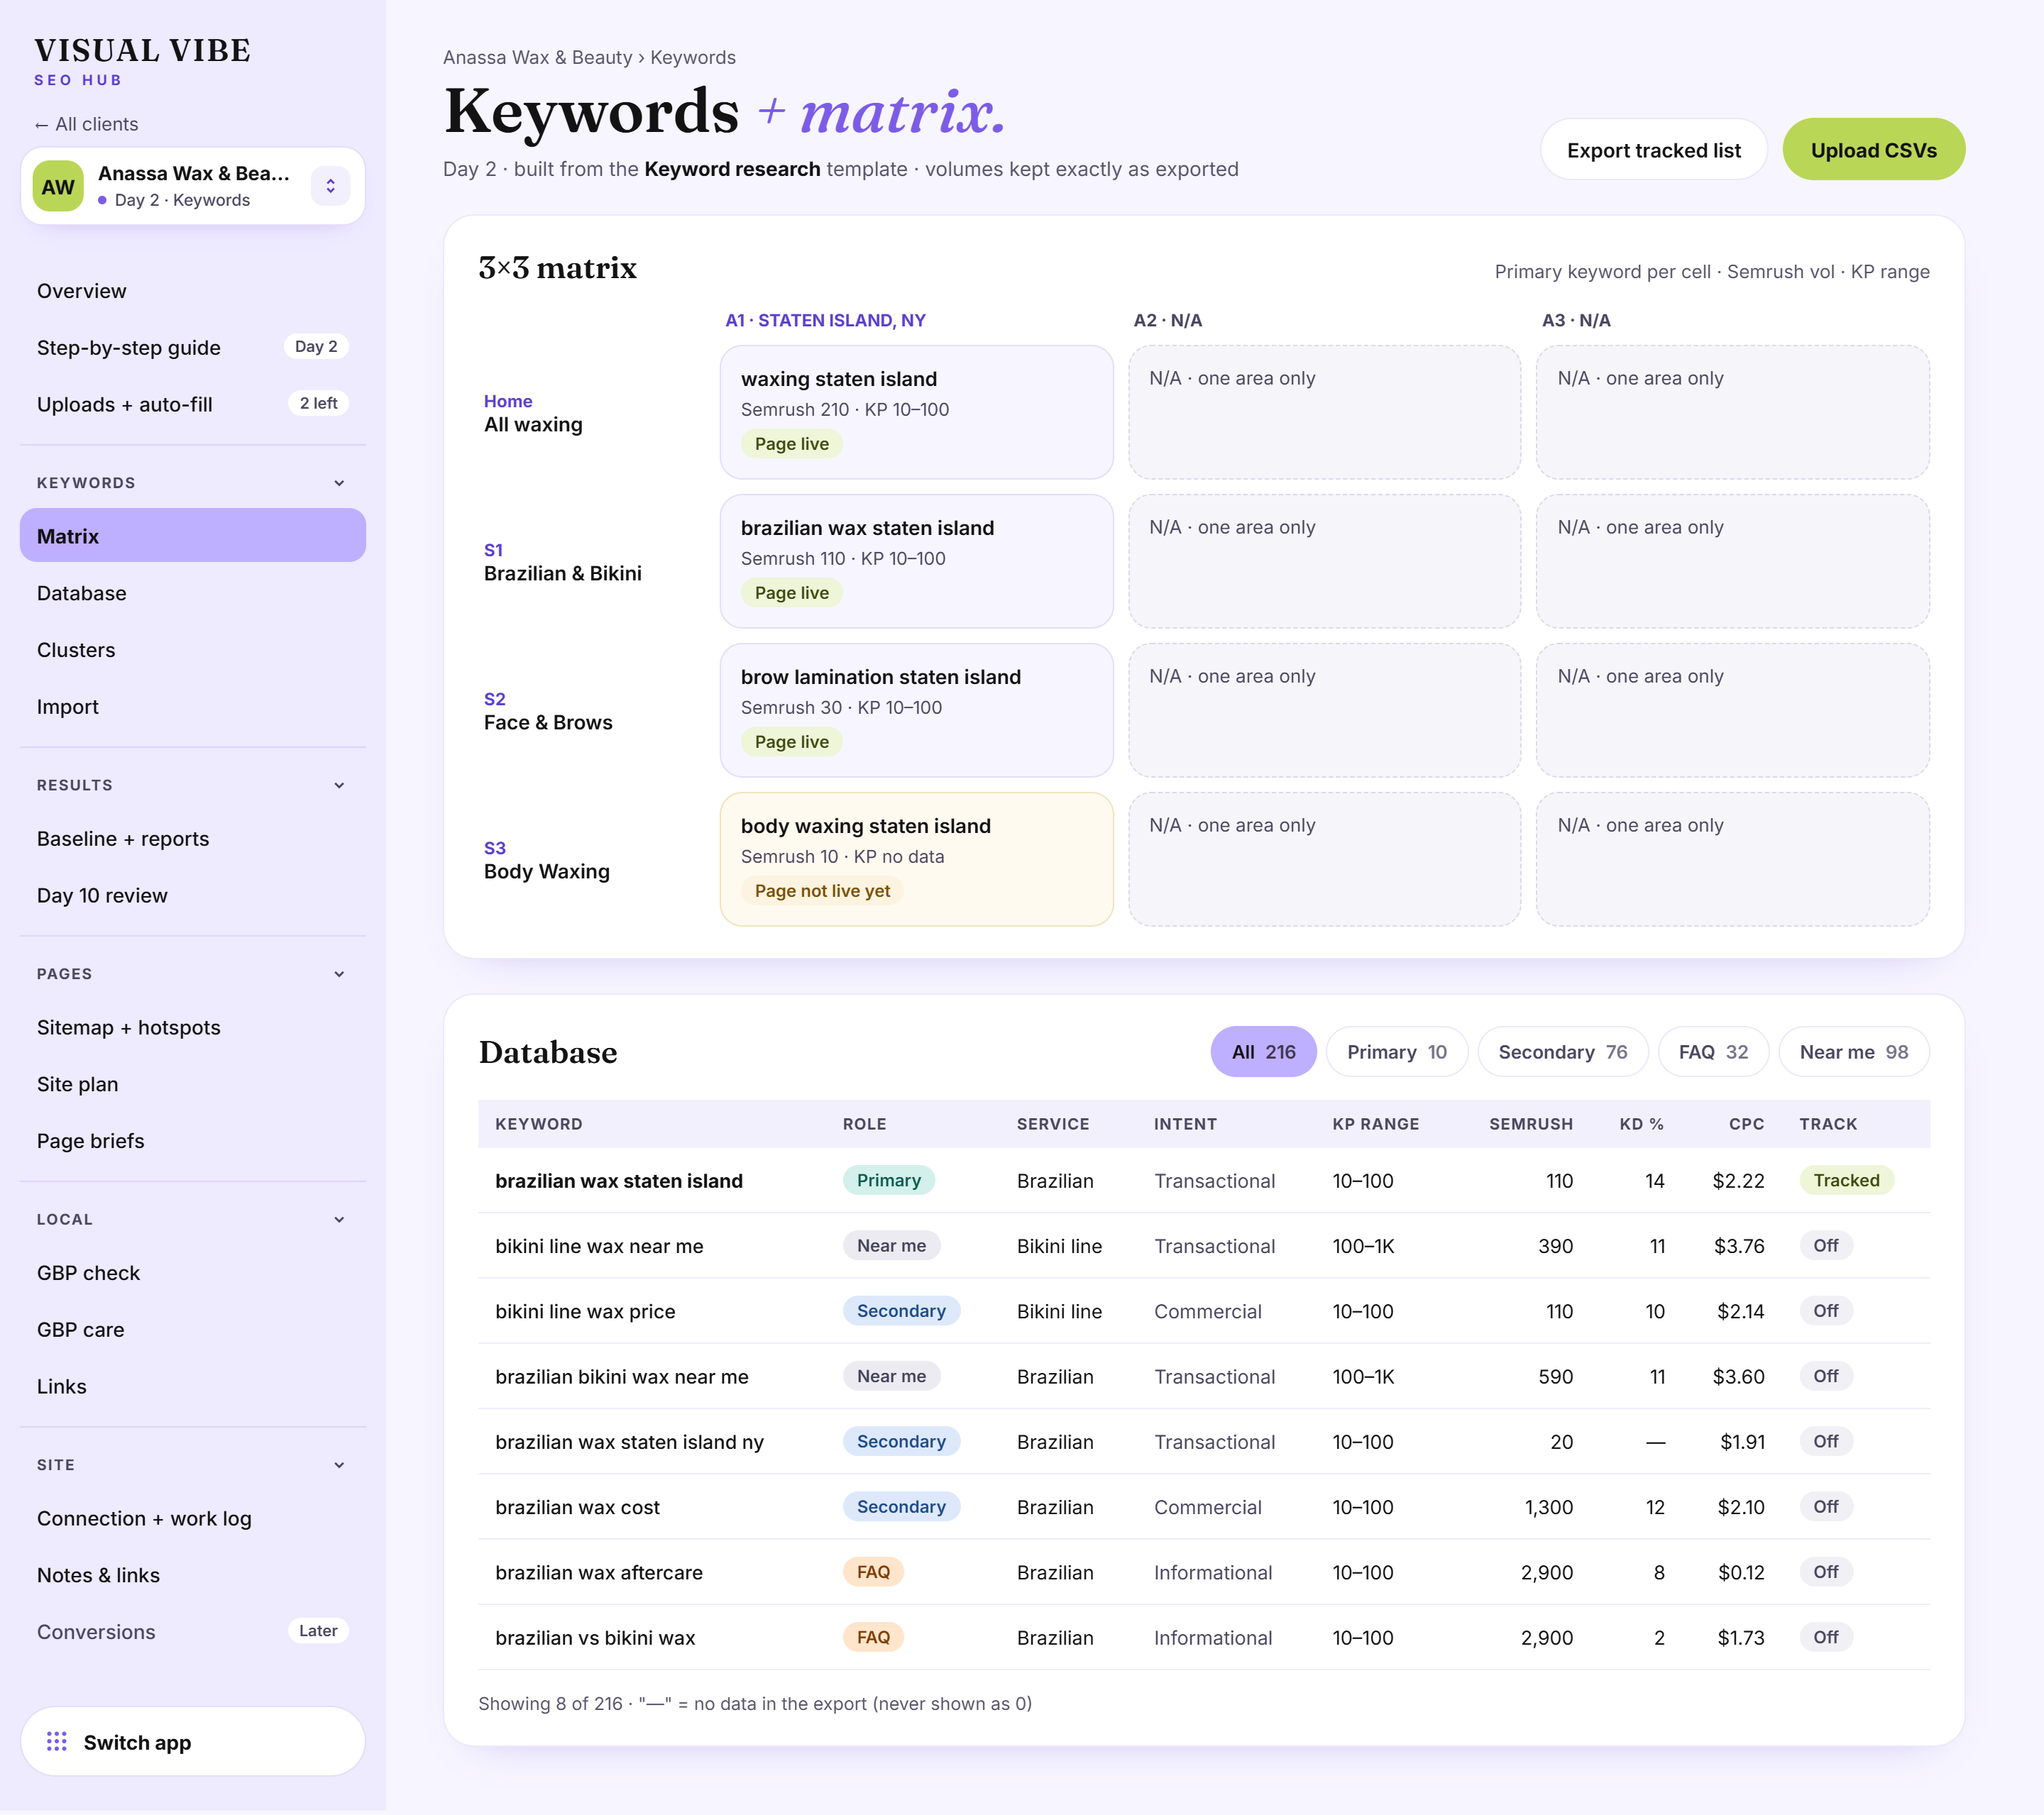 VISUAL VIBE
SEO HUB
← All clients
AW
Anassa Wax & Bea...
Day 2 · Keywords
Overview
Step-by-step guide Day 2
Uploads + auto-fill 2 left
KEYWORDS
Matrix
Database
Clusters
Import
RESULTS
Baseline + reports
Day 10 review
PAGES
Sitemap + hotspots
Site plan
Page briefs
LOCAL
GBP check
GBP care
Links
SITE
Connection + work log
Notes & links
Conversions Later
Switch app
Anassa Wax & Beauty › Keywords
Keywords + matrix.
Day 2 · built from the Keyword research template · volumes kept exactly as exported
Export tracked list
Upload CSVs
3×3 matrix
Primary keyword per cell · Semrush vol · KP range
A1 · STATEN ISLAND, NY A2 · N/A A3 · N/A
Home
All waxing
waxing staten island
Semrush 210 · KP 10–100
Page live
N/A · one area only
N/A · one area only
S1
Brazilian & Bikini
brazilian wax staten island
Semrush 110 · KP 10–100
Page live
N/A · one area only
N/A · one area only
S2
Face & Brows
brow lamination staten island
Semrush 30 · KP 10–100
Page live
N/A · one area only
N/A · one area only
S3
Body Waxing
body waxing staten island
Semrush 10 · KP no data
Page not live yet
N/A · one area only
N/A · one area only
Database
All 216 Primary 10 Secondary 76 FAQ 32 Near me 98
KEYWORD ROLE SERVICE INTENT KP RANGE SEMRUSH KD % CPC TRACK
brazilian wax staten island Primary Brazilian Transactional 10–100 110 14 $2.22 Tracked
bikini line wax near me Near me Bikini line Transactional 100–1K 390 11 $3.76 Off
bikini line wax price Secondary Bikini line Commercial 10–100 110 10 $2.14 Off
brazilian bikini wax near me Near me Brazilian Transactional 100–1K 590 11 $3.60 Off
brazilian wax staten island ny Secondary Brazilian Transactional 10–100 20 — $1.91 Off
brazilian wax cost Secondary Brazilian Commercial 10–100 1,300 12 $2.10 Off
brazilian wax aftercare FAQ Brazilian Informational 10–100 2,900 8 $0.12 Off
brazilian vs bikini wax FAQ Brazilian Informational 10–100 2,900 2 $1.73 Off
Showing 8 of 216 · "—" = no data in the export (never shown as 0)